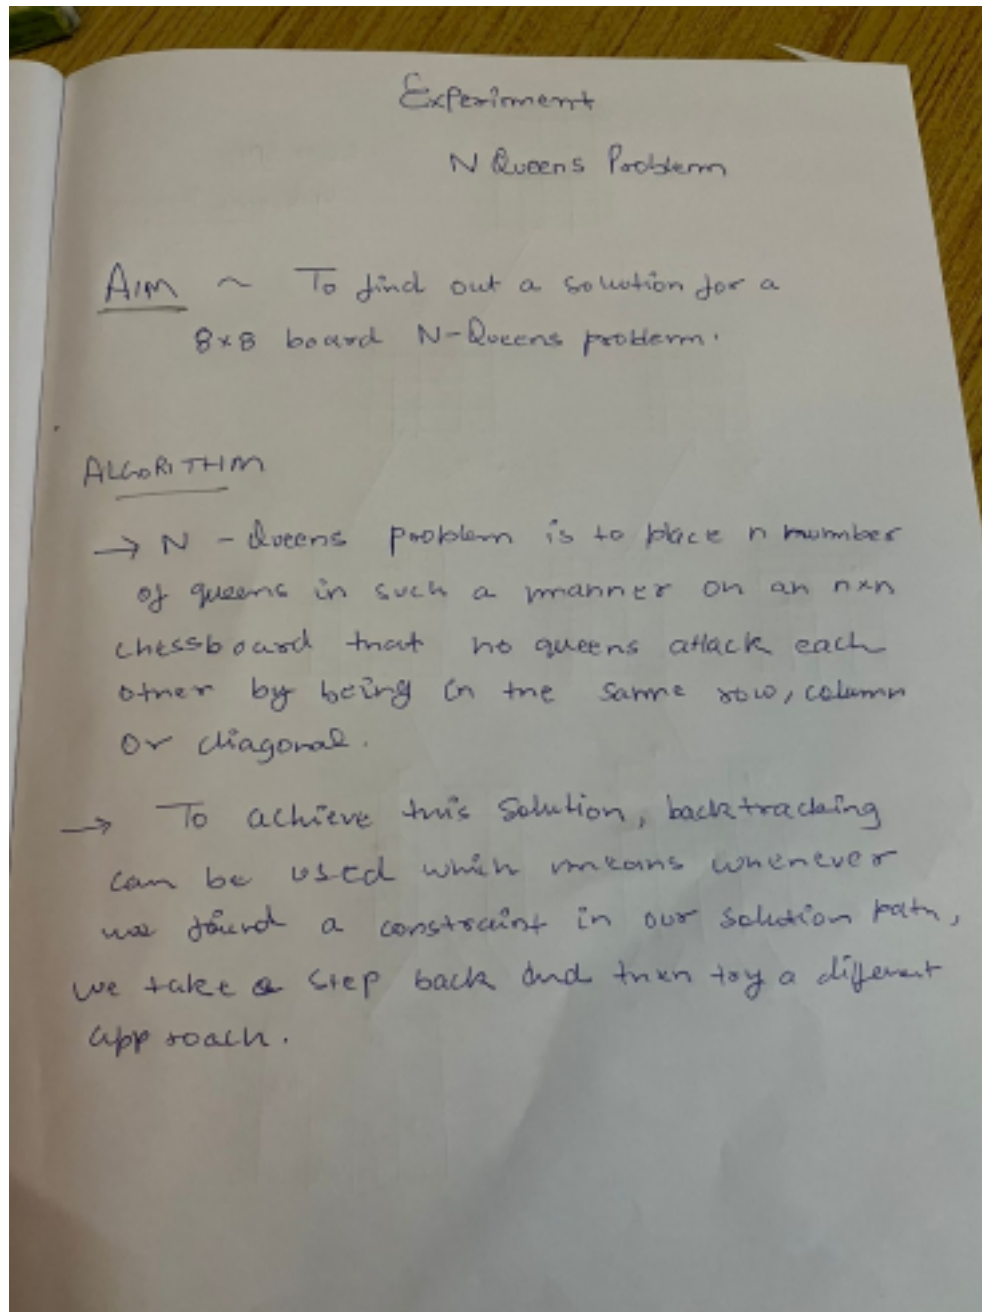 Experiment
N Queens Problem
AIM ~ To find out a solution for a
8x8 board N-Queens problem.
ALGORITHM
→ N - Queens problem is to place n number
of queens in such a manner on an nxn
chessboard that no queens attack each
other by being in the same row, column
or diagonal.
→ To achieve this solution, backtracking
can be used which means whenever
we found a constraint in our solution path,
we take a step back and then try a different
approach.